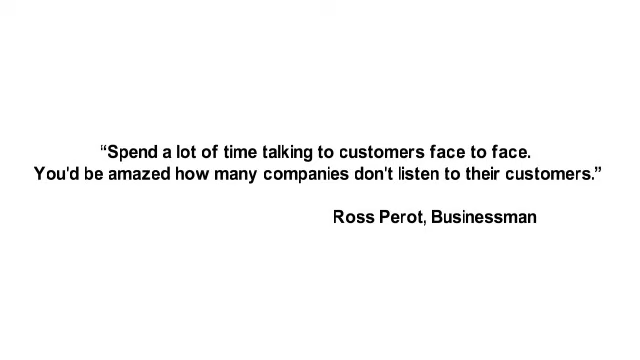 “Spend a lot of time talking to customers face to face.
You'd be amazed how many companies don't listen to their customers.”
Ross Perot, Businessman